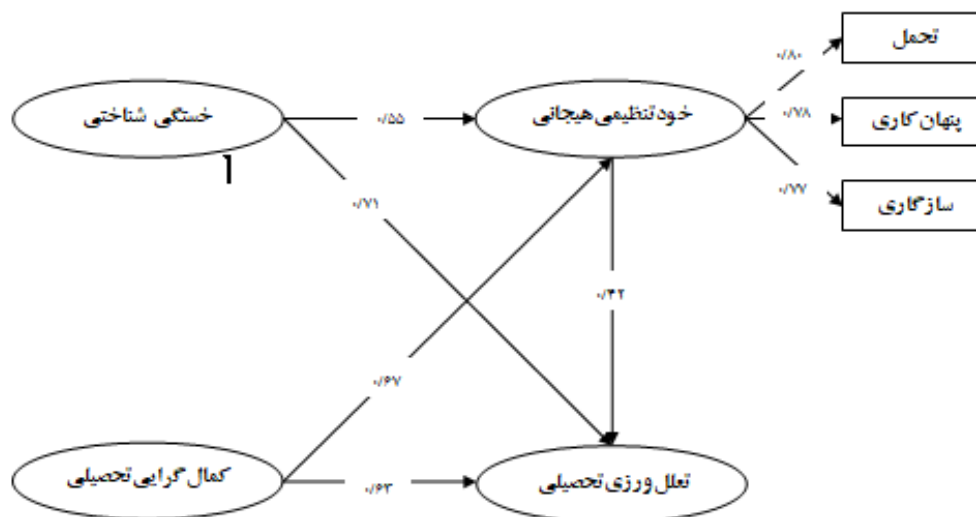 تحمل
۰/۸۰
خستگی شناختی
۰/۵۵
خودتنظیمی هیجانی
۰/۷۸
پنهان کاری
۰/۷۷
سازگاری
۰/۷۱
۰/۴۲
۰/۶۷
کمال گرایی تحصیلی
۰/۶۳
تعلل ورزی تحصیلی